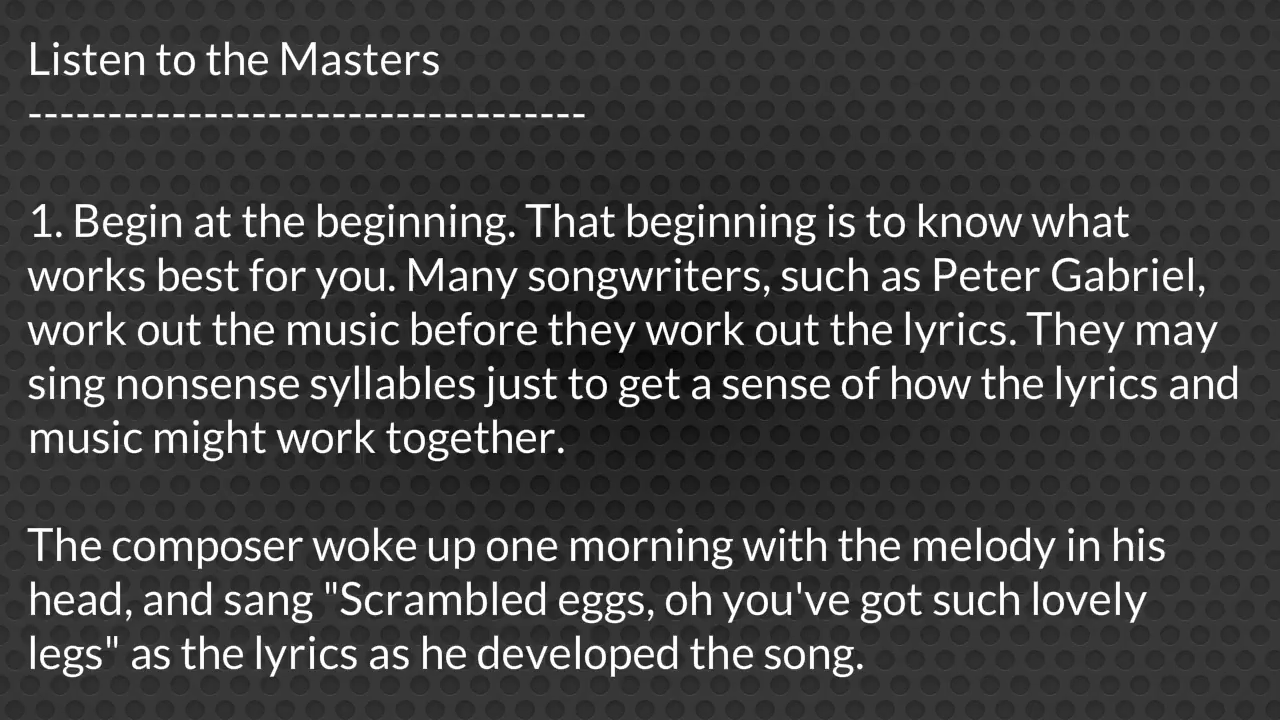 Listen to the Masters
-----------------------------------
1. Begin at the beginning. That beginning is to know what
works best for you. Many songwriters, such as Peter Gabriel,
work out the music before they work out the lyrics. They may
sing nonsense syllables just to get a sense of how the lyrics and
music might work together.
The composer woke up one morning with the melody in his
head, and sang "Scrambled eggs, oh you've got such lovely
legs" as the lyrics as he developed the song.